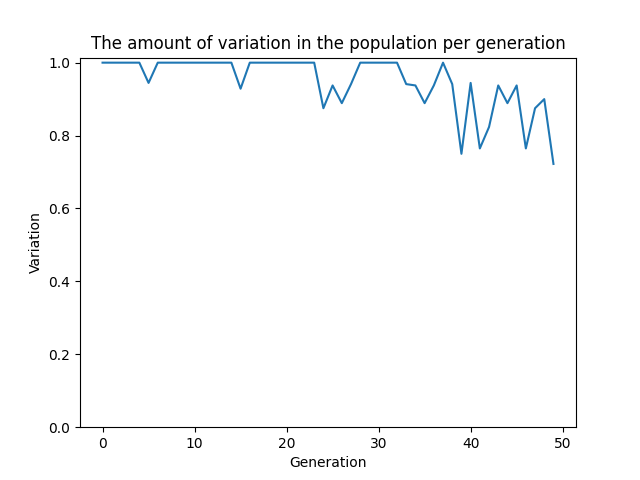 The amount of variation in the population per generation
1.0
0.8
0.6
0.4
0.2
0.0
Variation
0 10 20 30 40 50
Generation